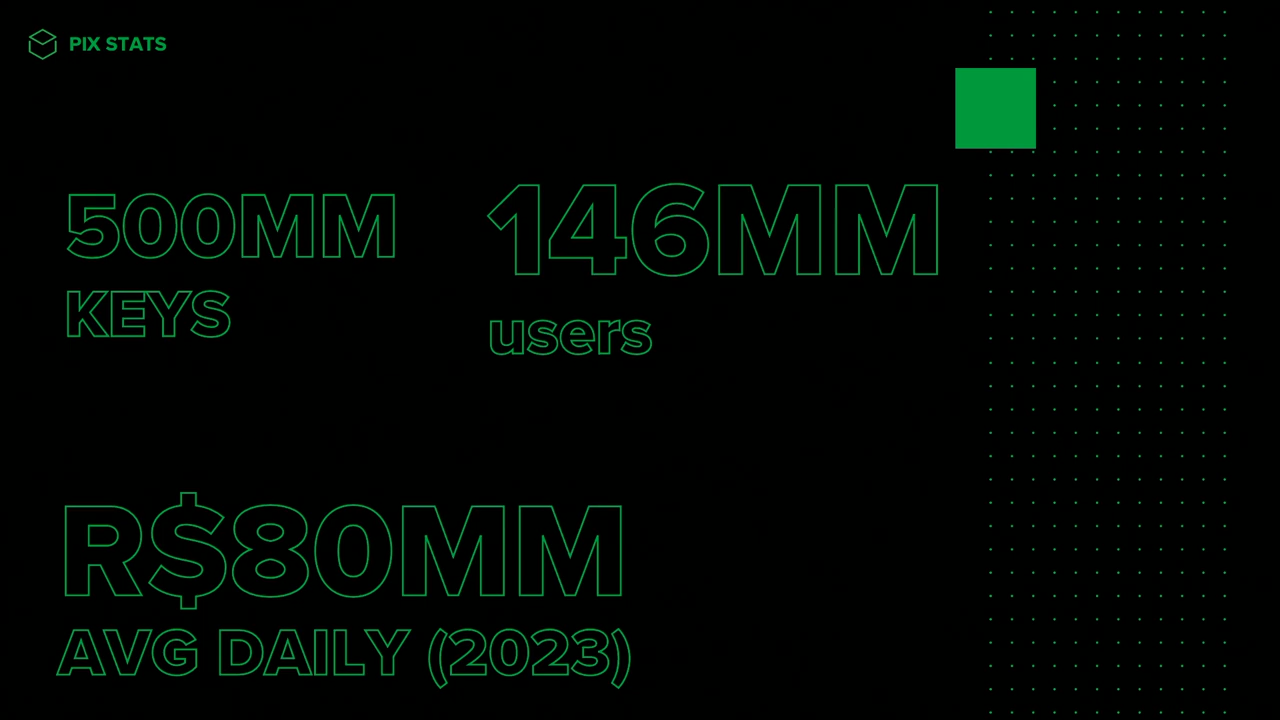 PIX STATS
500MM
KEYS
146MM
users
R$80MM
AVG DAILY (2023)